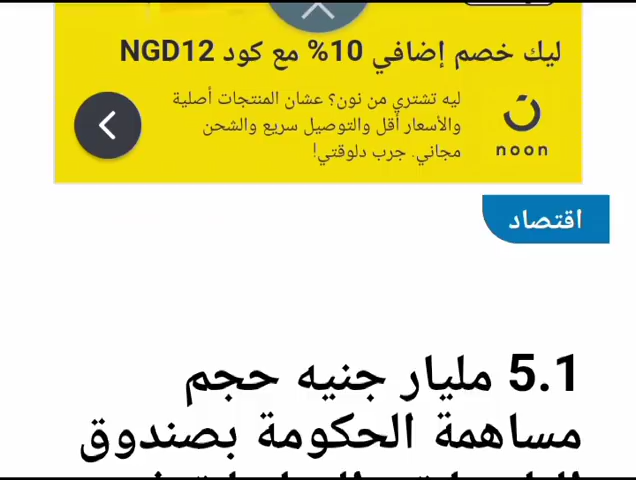 ليك خصم إضافي 10% مع كود NGD12
ليه تشتري من نون؟ عشان المنتجات أصلية
والأسعار أقل والتوصيل سريع والشحن
مجاني. جرب دلوقتي!
noon
اقتصاد
5.1 مليار جنيه حجم
مساهمة الحكومة بصندوق